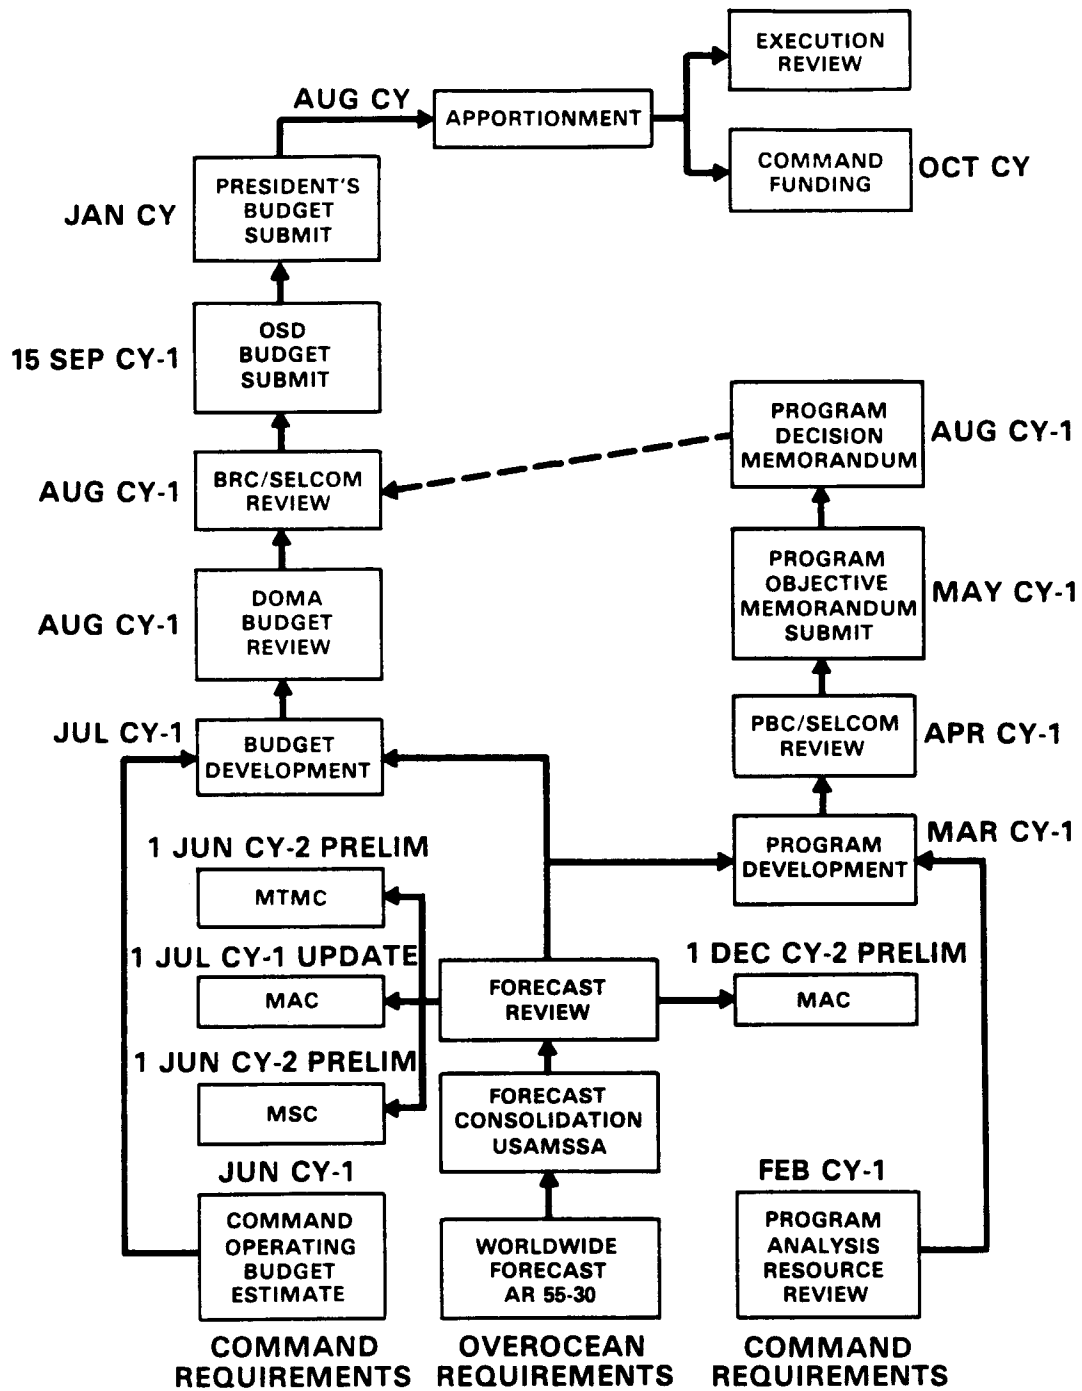 EXECUTION
REVIEW
AUG CY
APPORTIONMENT
COMMAND
FUNDING
OCT CY
PRESIDENT'S
BUDGET
SUBMIT
JAN CY
OSD
BUDGET
SUBMIT
15 SEP CY-1
PROGRAM
DECISION
MEMORANDUM
AUG CY-1
BRC/SELCOM
REVIEW
AUG CY-1
PROGRAM
OBJECTIVE
MEMORANDUM
SUBMIT
MAY CY-1
DOMA
BUDGET
REVIEW
AUG CY-1
PBC/SELCOM
REVIEW
APR CY-1
JUL CY-1
BUDGET
DEVELOPMENT
MAR CY-1
PROGRAM
DEVELOPMENT
1 JUN CY-2 PRELIM
MTMC
1 JUL CY-1 UPDATE
MAC
FORECAST
REVIEW
1 DEC CY-2 PRELIM
MAC
1 JUN CY-2 PRELIM
MSC
FORECAST
CONSOLIDATION
USAMSSA
JUN CY-1
COMMAND
OPERATING
BUDGET
ESTIMATE
WORLDWIDE
FORECAST
AR 55-30
FEB CY-1
PROGRAM
ANALYSIS
RESOURCE
REVIEW
COMMAND
REQUIREMENTS
OVEROCEAN
REQUIREMENTS
COMMAND
REQUIREMENTS